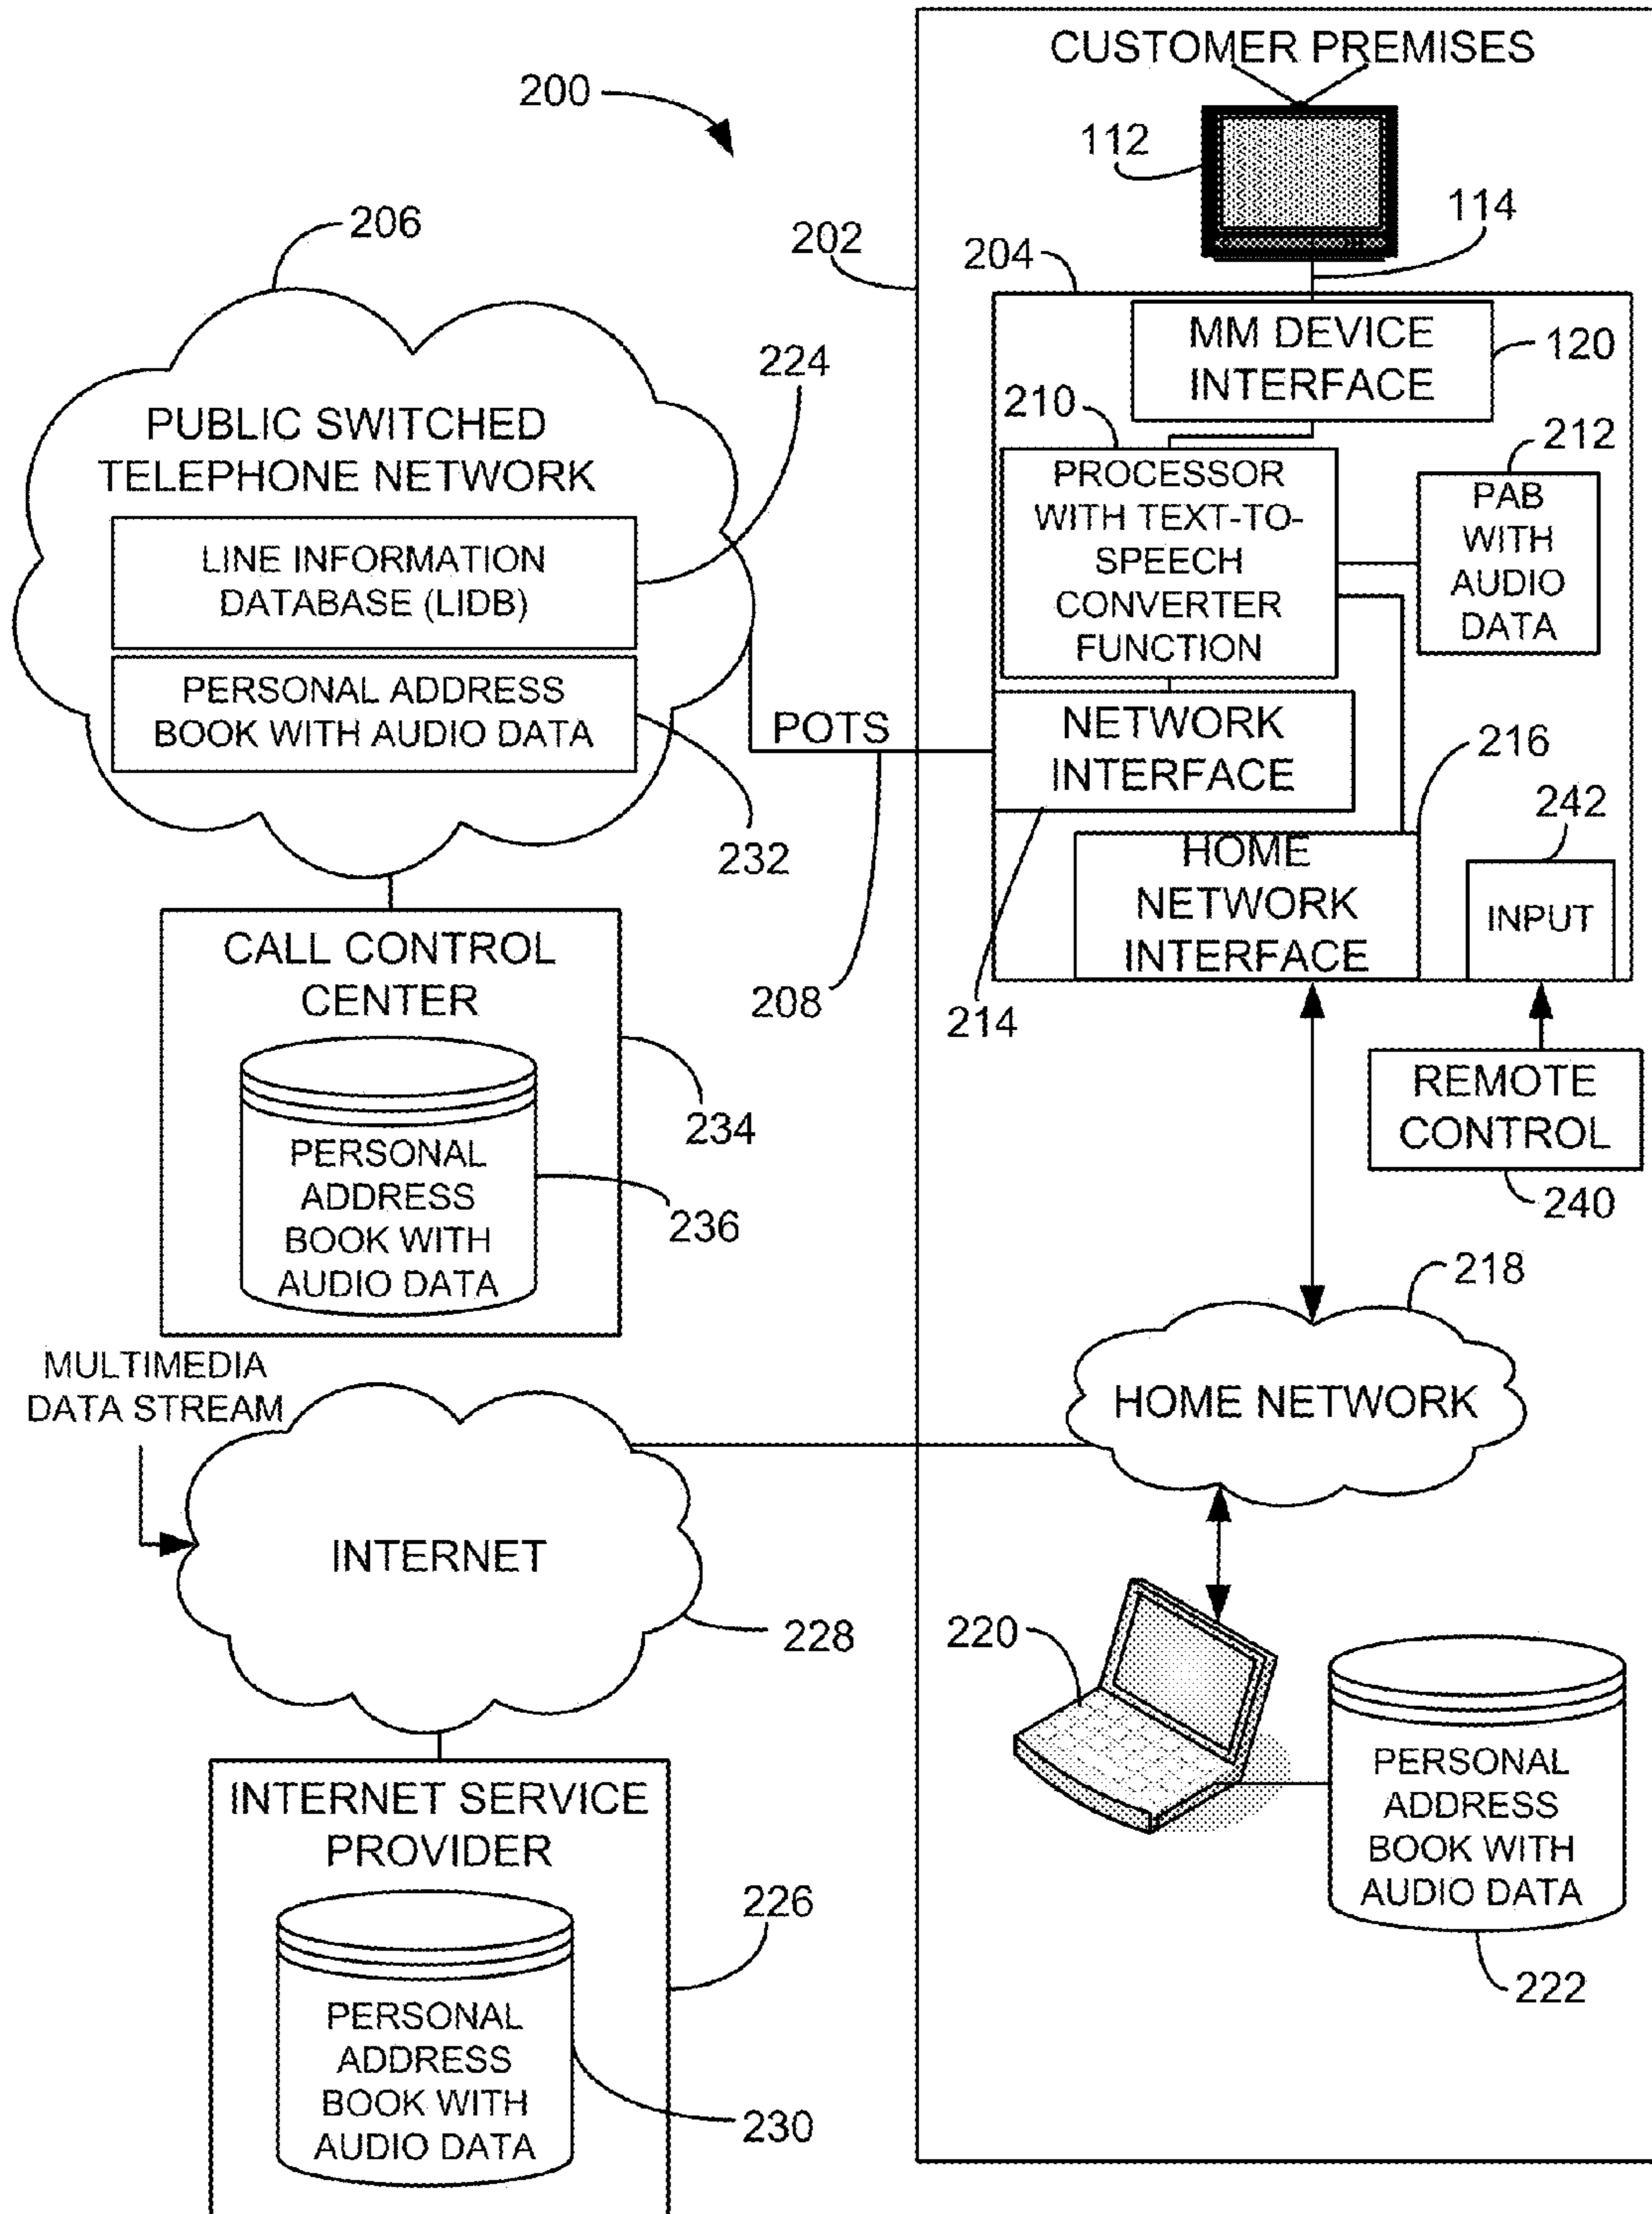 CUSTOMER PREMISES
200
112
114
206
202
204
MM DEVICE
INTERFACE
120
224
210
212
PUBLIC SWITCHED
TELEPHONE NETWORK
PROCESSOR
WITH TEXT-TO-
SPEECH
CONVERTER
FUNCTION
PAB
WITH
AUDIO
DATA
LINE INFORMATION
DATABASE (LIDB)
PERSONAL ADDRESS
BOOK WITH AUDIO DATA
POTS
NETWORK
INTERFACE
216
242
232
HOME
NETWORK
INTERFACE
INPUT
CALL CONTROL
CENTER
208
214
REMOTE
CONTROL
234
240
PERSONAL
ADDRESS
BOOK WITH
AUDIO DATA
236
218
MULTIMEDIA
DATA STREAM
HOME NETWORK
INTERNET
228
220
PERSONAL
ADDRESS
BOOK WITH
AUDIO DATA
INTERNET SERVICE
PROVIDER
226
222
PERSONAL
ADDRESS
BOOK WITH
AUDIO DATA
230